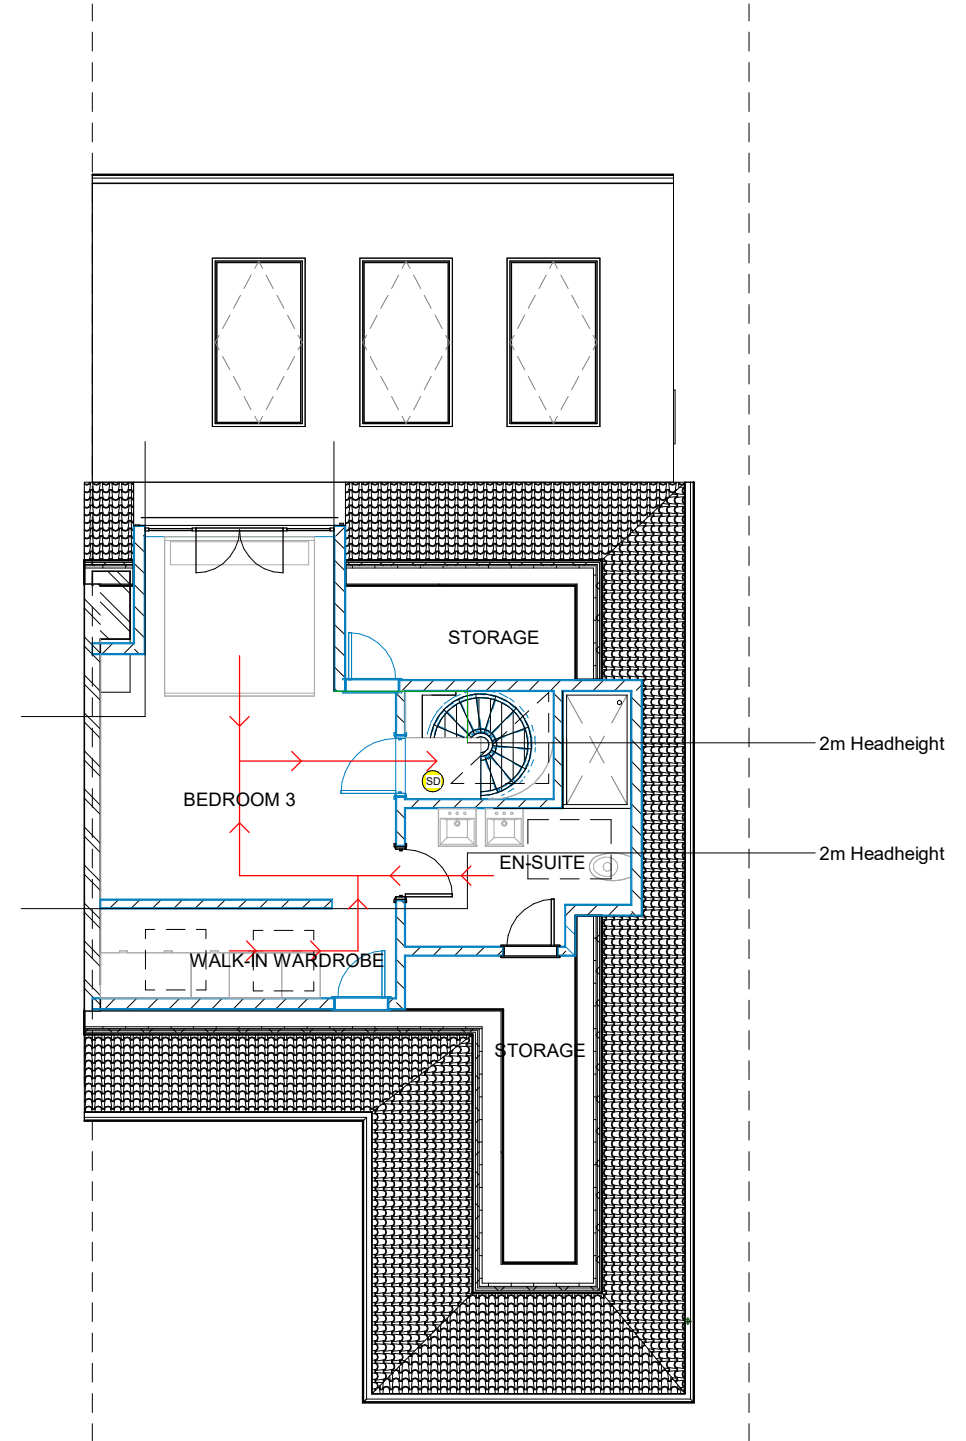 STORAGE
2m Headheight
SD
BEDROOM 3
2m Headheight
EN-SUITE
WALK-IN WARDROBE
STORAGE